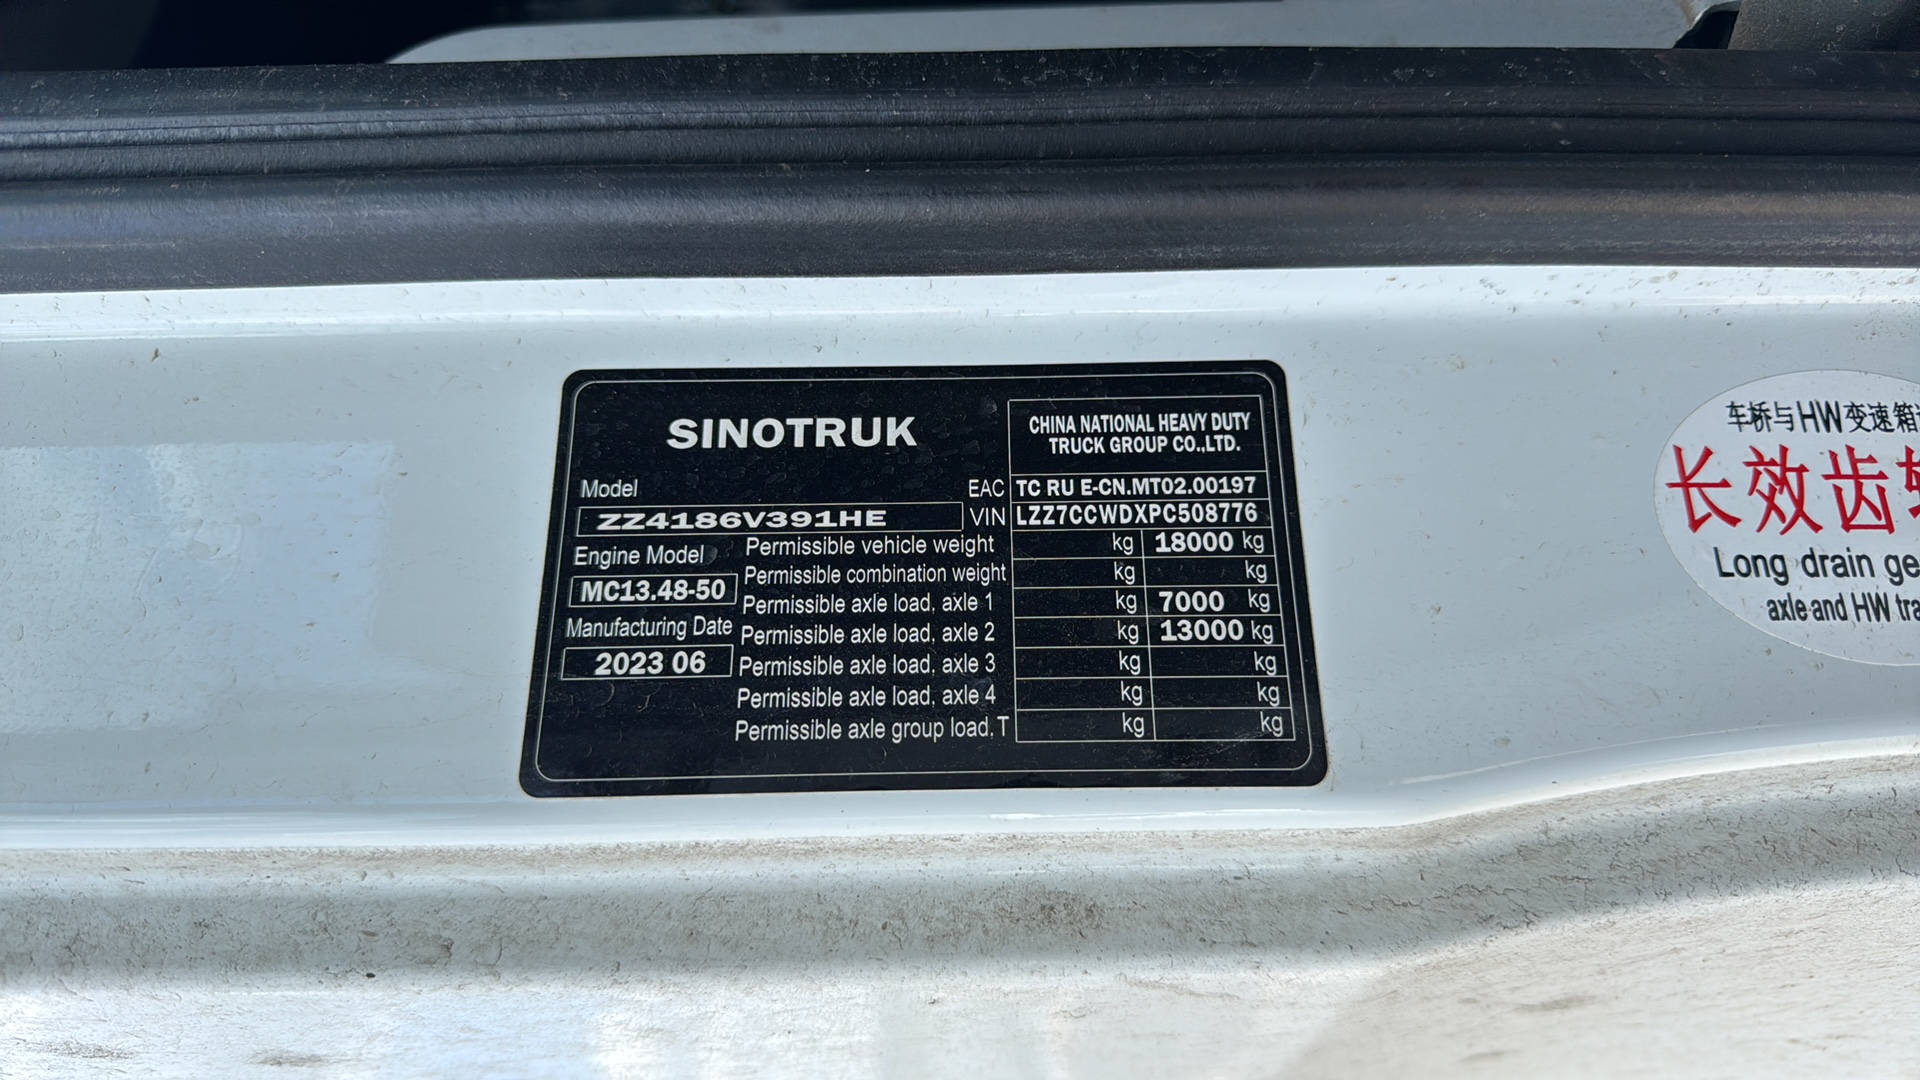 SINOTRUK
CHINA NATIONAL HEAVY DUTY
TRUCK GROUP CO.,LTD.
Model
EAC TC RU E-CN.MT02.00197
ZZ4186V391HE
VIN LZZ7CCWDXPC508776
Engine Model
MC13.48-50
Manufacturing Date
2023 06
Permissible vehicle weight kg 18000 kg
Permissible combination weight kg kg
Permissible axle load, axle 1 kg 7000 kg
Permissible axle load, axle 2 kg 13000 kg
Permissible axle load, axle 3 kg kg
Permissible axle load, axle 4 kg kg
Permissible axle group load, T kg kg
车桥与HW变速箱
长效齿
Long drain
axle and HW